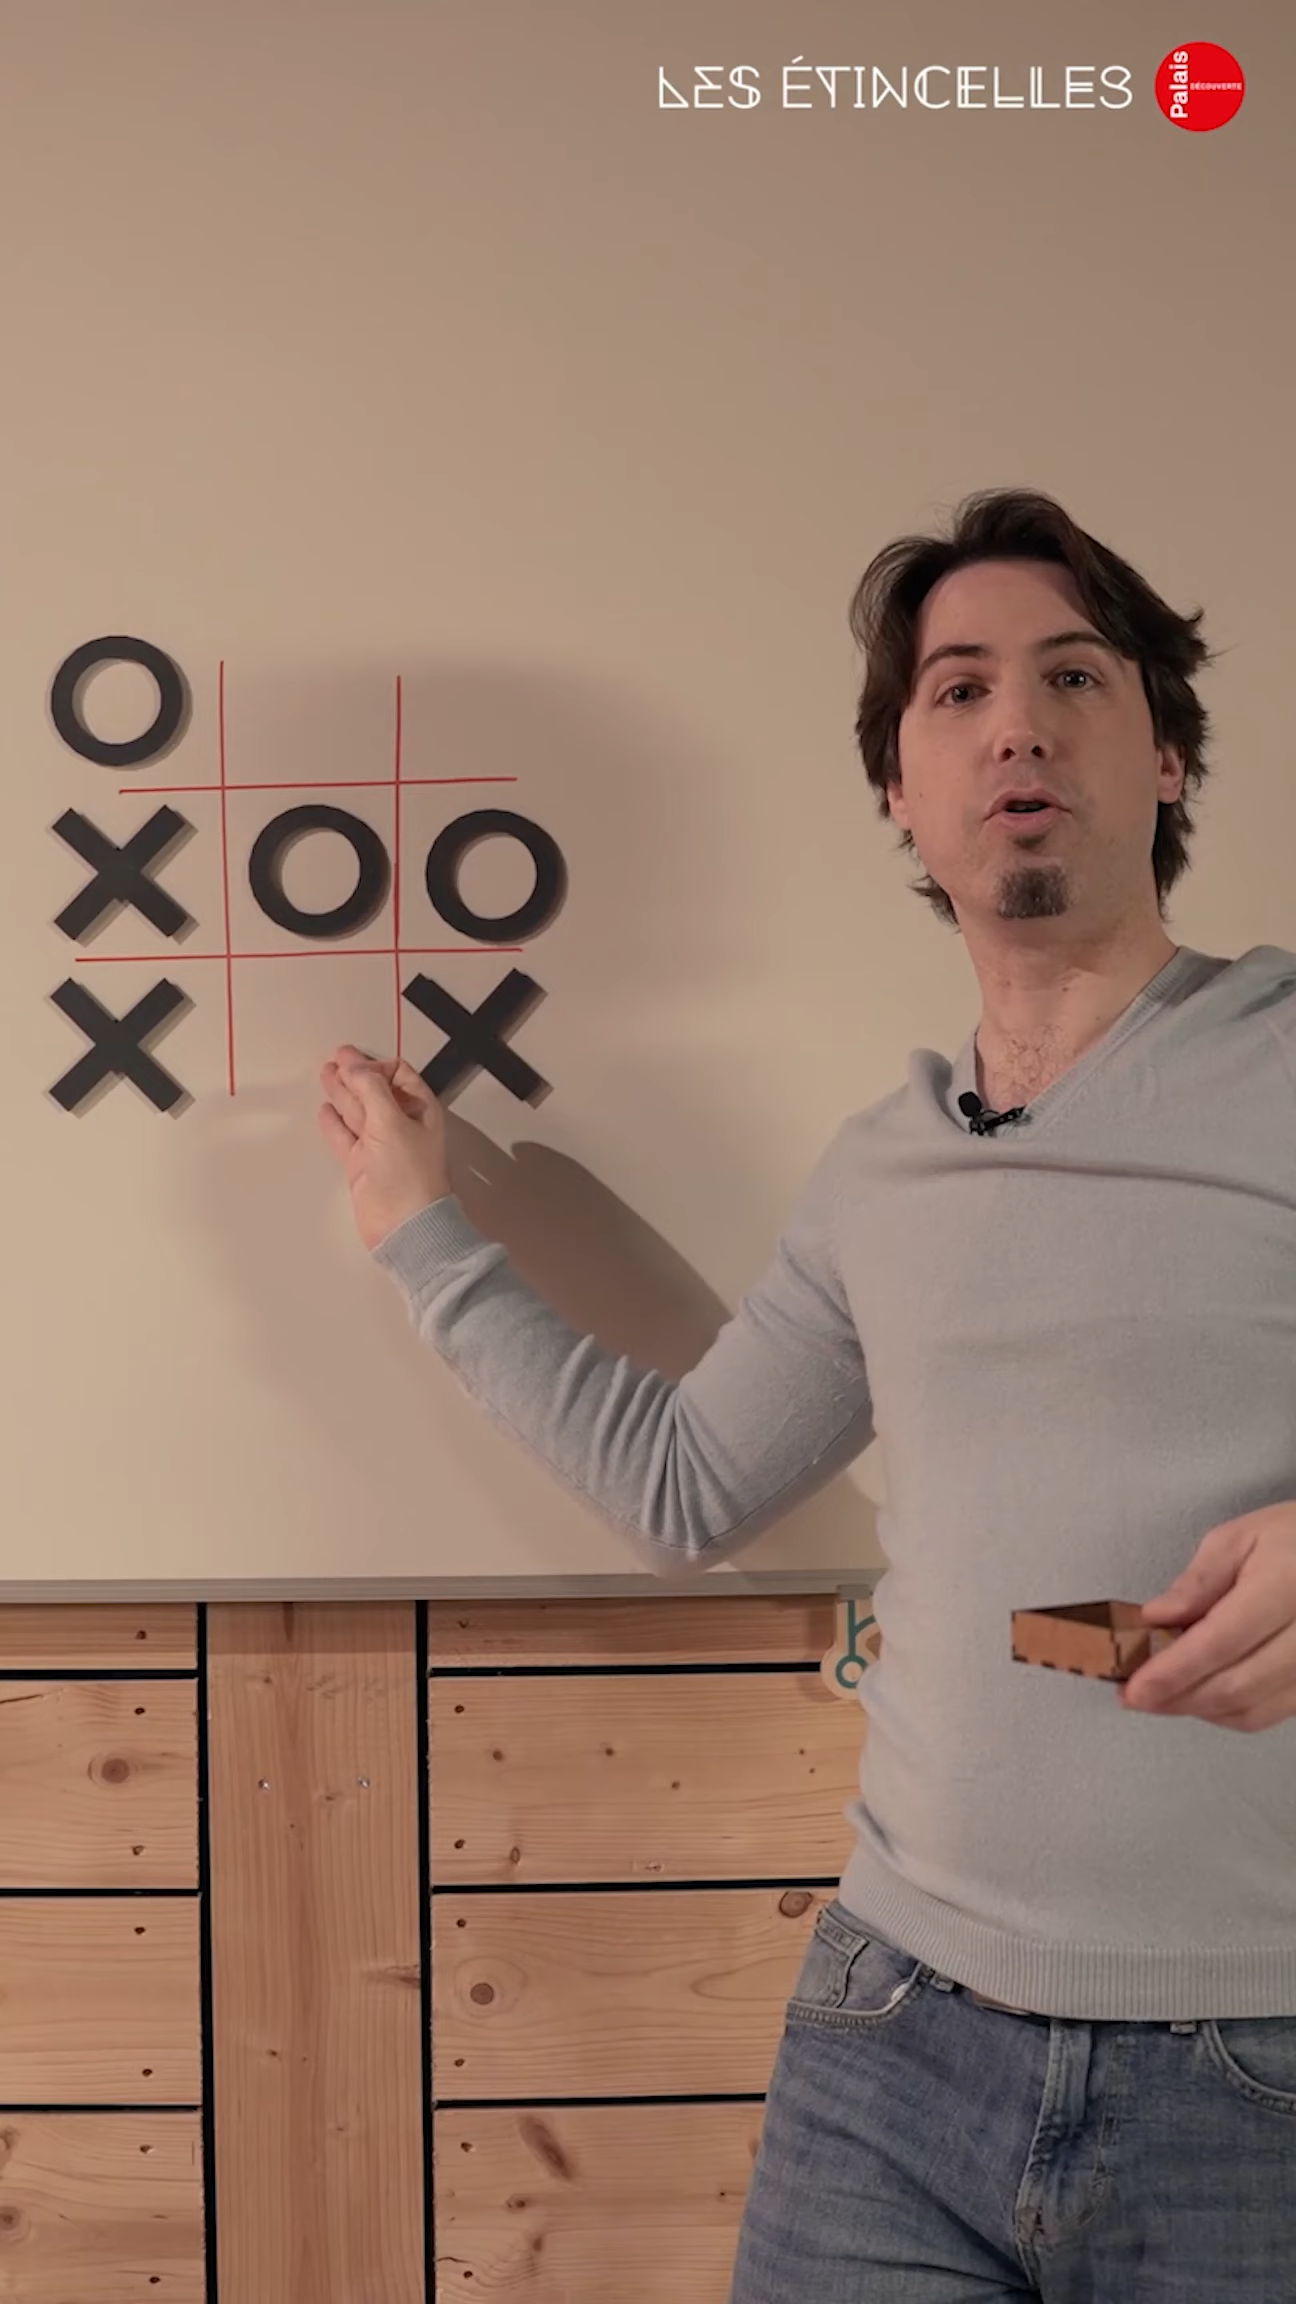 LES ÉTINCELLES
Palais
DÉCOUVERTE
O
X O O
X X